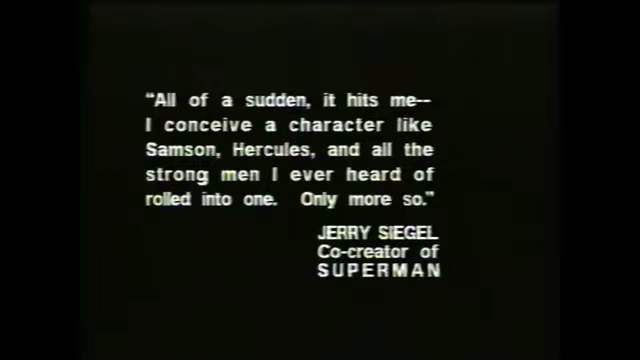 “All of a sudden, it hits me--
I conceive a character like
Samson, Hercules, and all the
strong men I ever heard of
rolled into one. Only more so.”
JERRY SIEGEL
Co-creator of
SUPERMAN